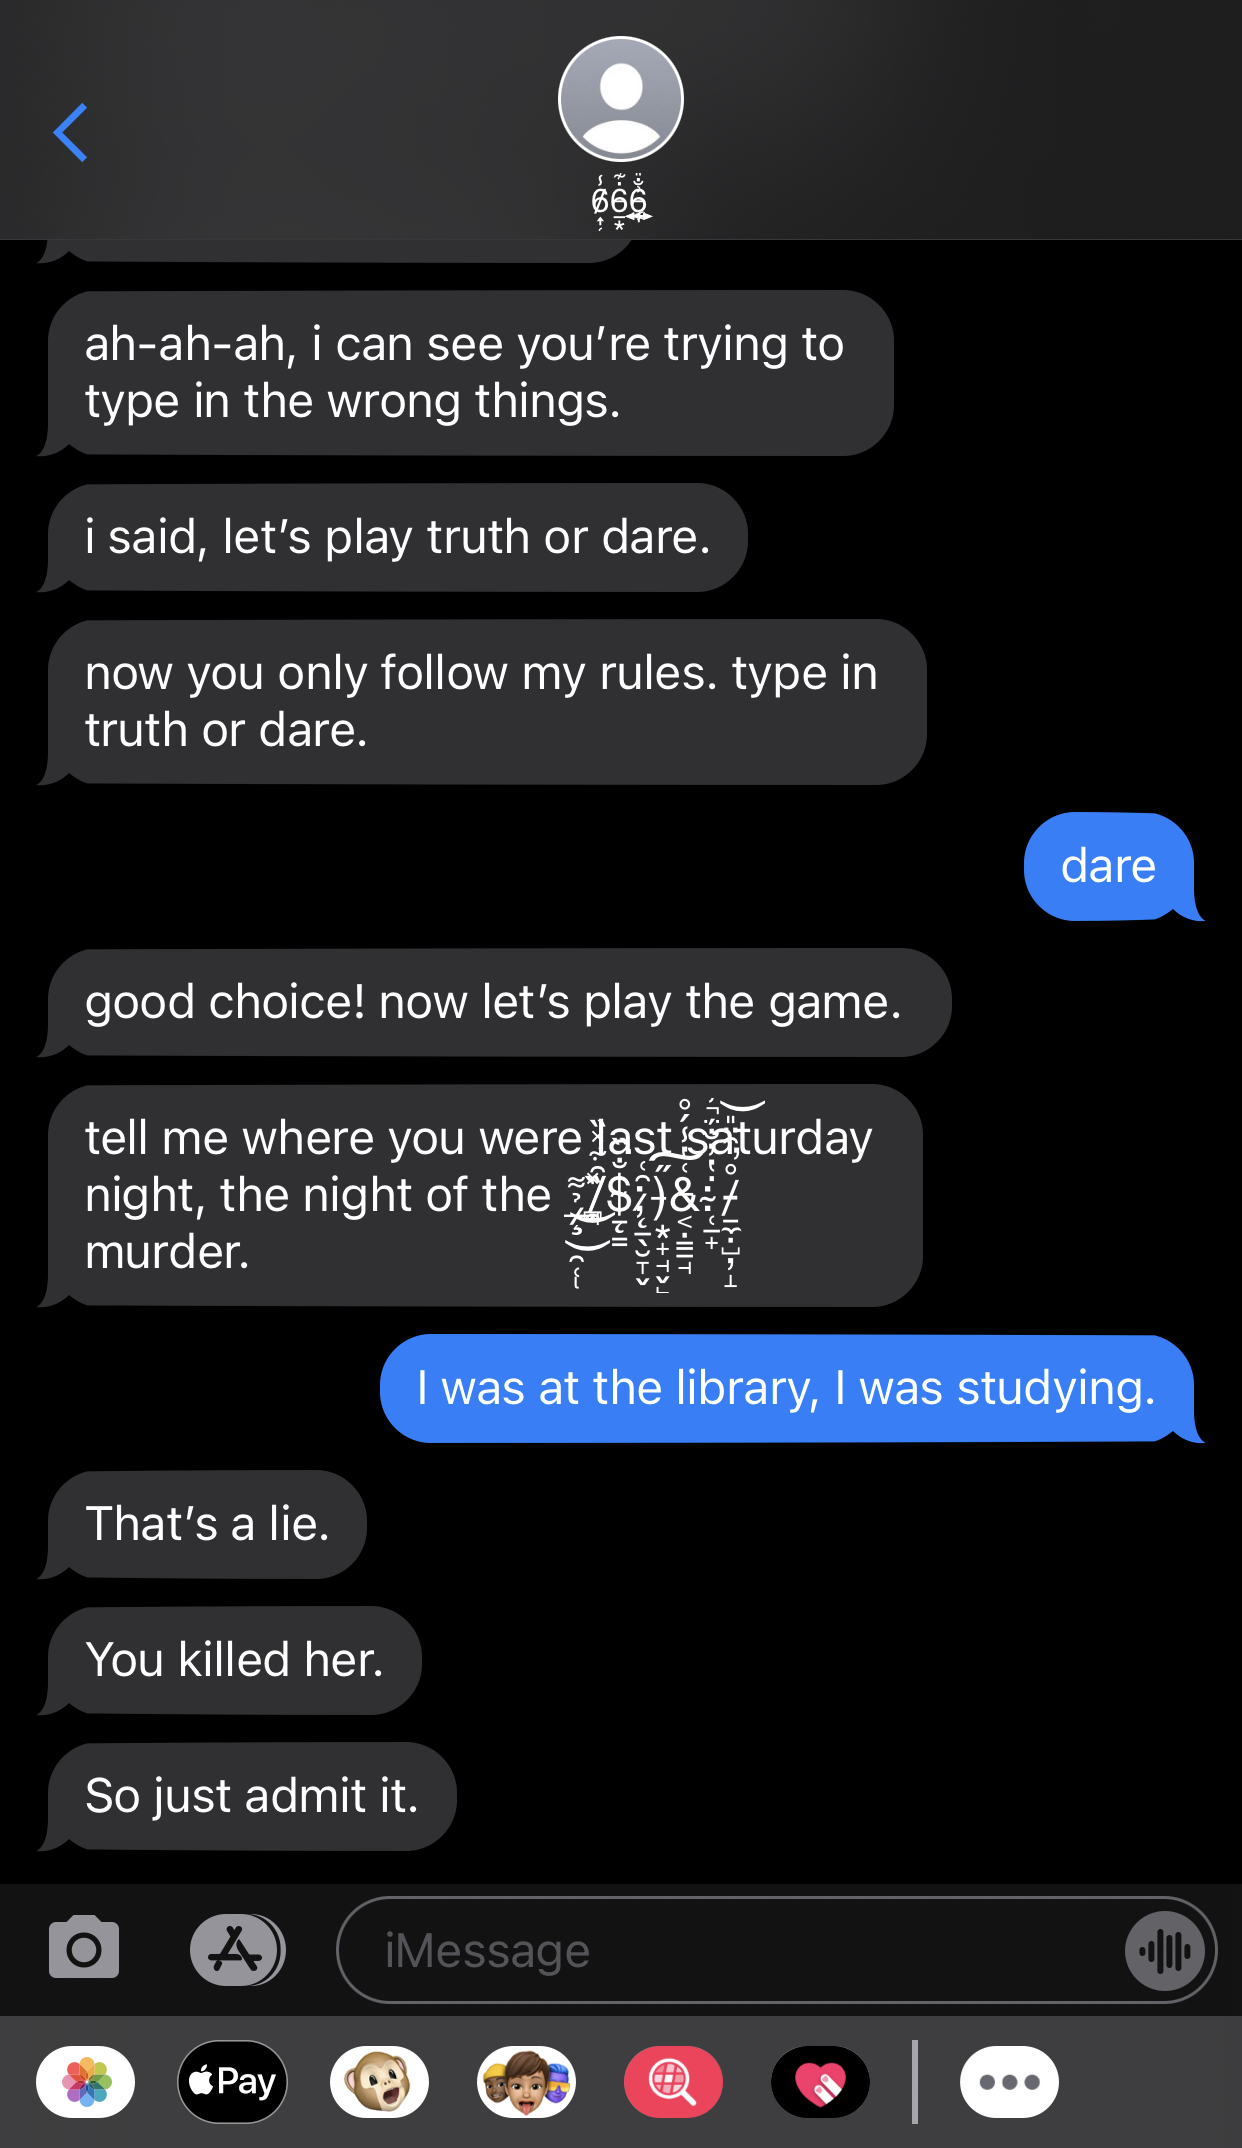 666
ah-ah-ah, i can see you’re trying to
type in the wrong things.
i said, let’s play truth or dare.
now you only follow my rules. type in
truth or dare.
dare
good choice! now let’s play the game.
tell me where you were last saturday
night, the night of the
murder.
I was at the library, I was studying.
That’s a lie.
You killed her.
So just admit it.
iMessage
Pay